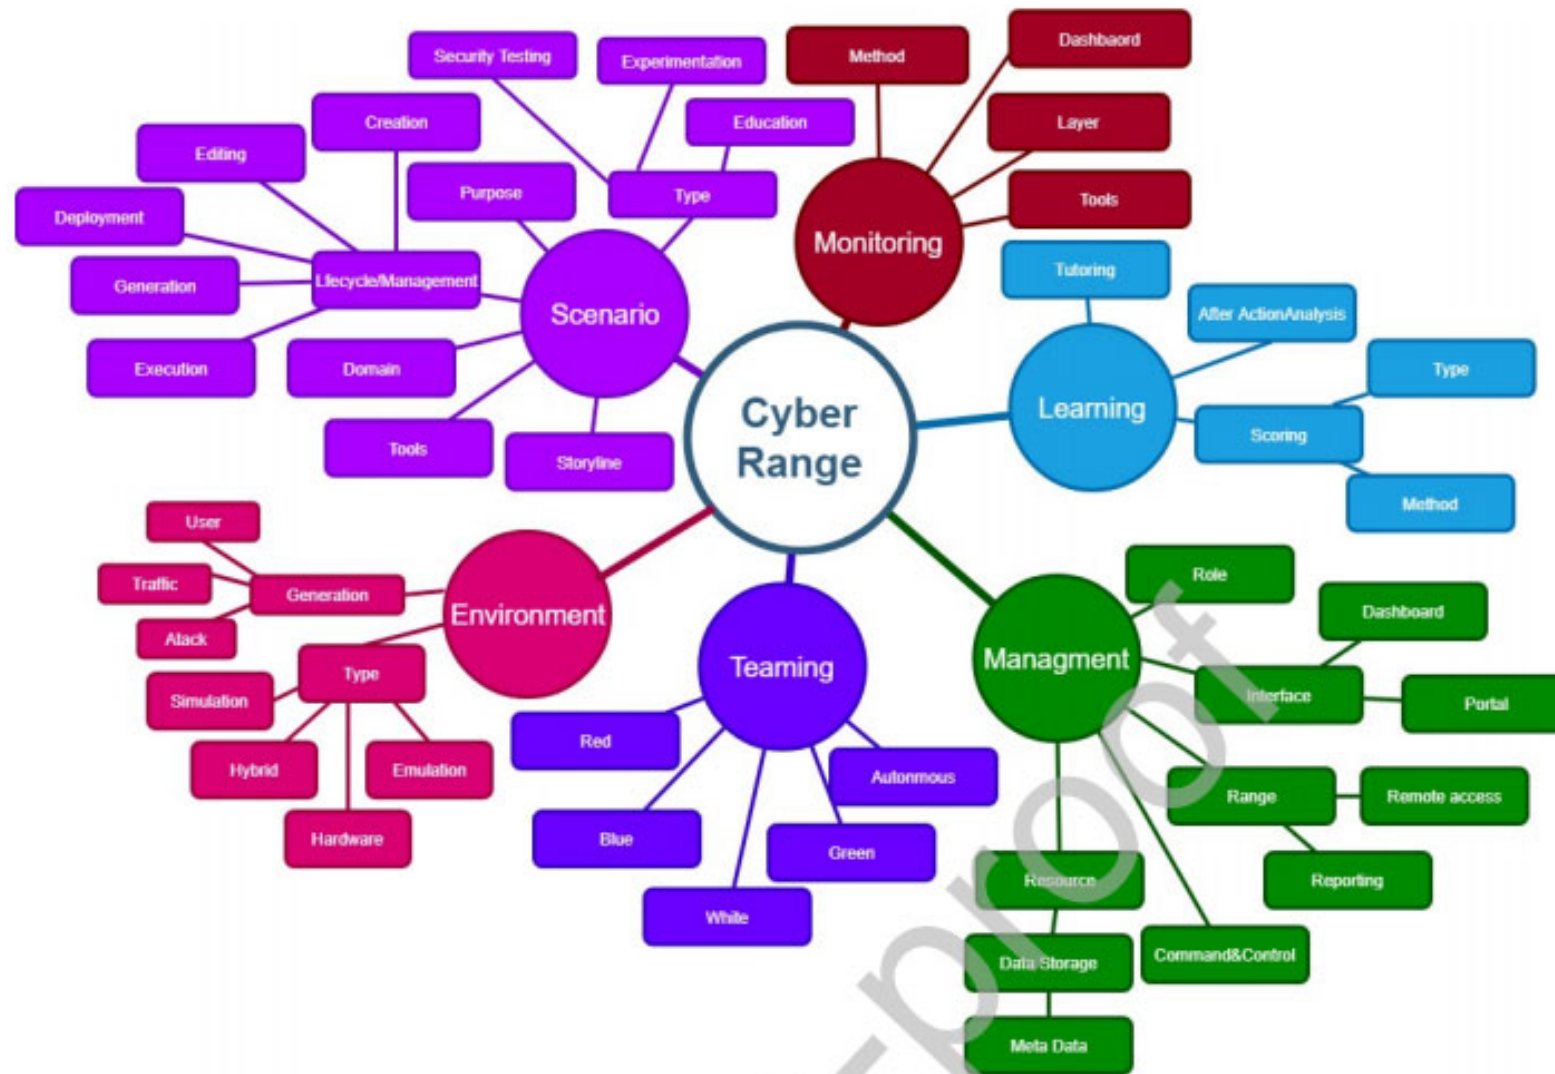 Cyber
Range
Scenario
Security Testing
Experimentation
Education
Type
Purpose
Creation
Editing
Deployment
Generation
Execution
Lfecycle/Management
Domain
Tools
Storyline
Monitoring
Method
Dashbaord
Layer
Tools
Learning
Tutoring
After ActionAnalysis
Scoring
Type
Method
Environment
Generation
User
Traffic
Atack
Type
Simulation
Hybrid
Hardware
Emulation
Teaming
Red
Blue
White
Green
Autonmous
Managment
Role
Interface
Dashboard
Portal
Range
Remote access
Reporting
Command&Control
Resource
Data Storage
Meta Data
-proof